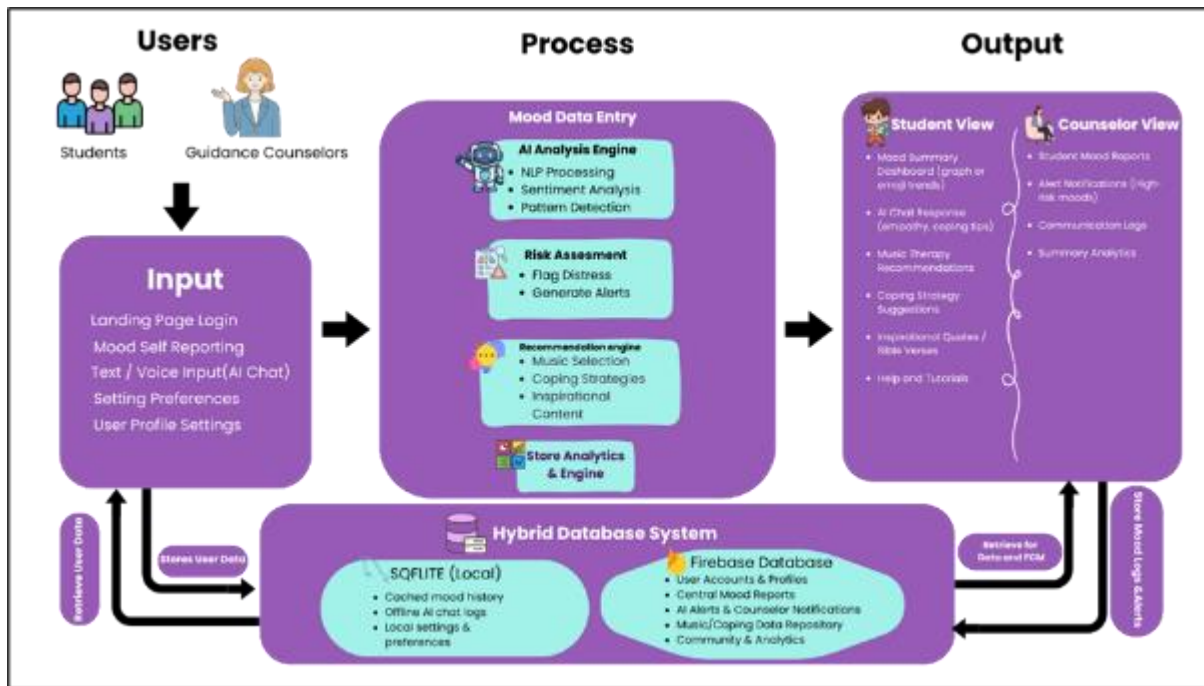 Users
Process
Output
Students
Guidance Counselors
Input
Landing Page Login
Mood Self Reporting
Text / Voice Input(AI Chat)
Setting Preferences
User Profile Settings
Mood Data Entry
AI Analysis Engine
• NLP Processing
• Sentiment Analysis
• Pattern Detection
Risk Assesment
• Flag Distress
• Generate Alerts
Recommendation engine
• Music Selection
• Coping Strategies
• Inspirational
Content
Store Analytics
& Engine
Student View
• Mood Summary
Dashboard (graph or
emoji trends)
• AI Chat Response
(empathy, coping tips)
• Music Therapy
Recommendations
• Coping Strategy
Suggestions
• Inspirational Quotes /
Bible Verses
• Help and Tutorials
Counselor View
• Student Mood Reports
• Alert Notifications (High-
risk moods)
• Communication Logs
• Summary Analytics
Retrieve User Data
Stores User Data
Hybrid Database System
SQFLITE (Local)
• Cached mood history
• Offline AI chat logs
• Local settings &
preferences
Firebase Database
• User Accounts & Profiles
• Central Mood Reports
• AI Alerts & Counselor Notifications
• Music/Coping Data Repository
• Community & Analytics
Retrieve for
Data and FCM
Store Mood Logs & Alerts